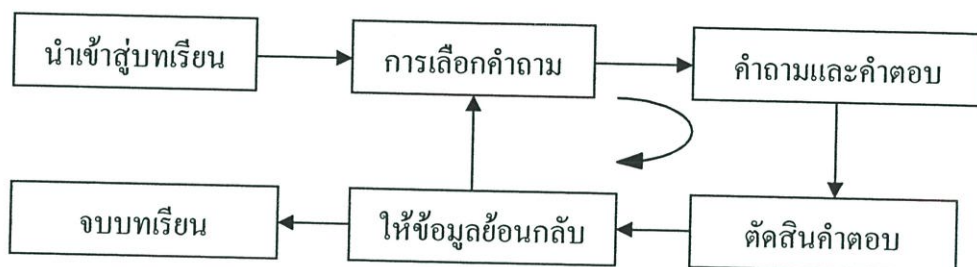 นำเข้าสู่บทเรียน
การเลือกคำถาม
คำถามและคำตอบ
จบบทเรียน
ให้ข้อมูลย้อนกลับ
ตัดสินคำตอบ